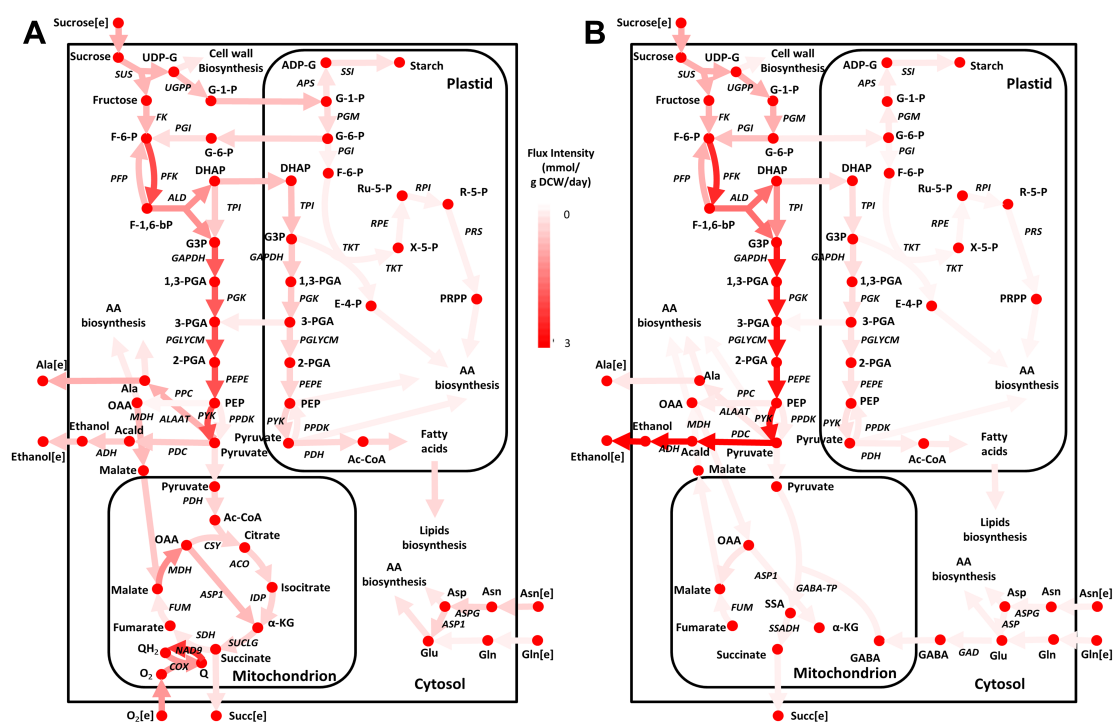 A
Sucrose[e]
Sucrose
UDP-G
Cell wall
Biosynthesis
SUS
UGPP
Fructose
G-1-P
FK
F-6-P
PGI
G-6-P
PFP
PFK
DHAP
ALD
F-1,6-bP
TPI
G3P
GAPDH
1,3-PGA
PGK
3-PGA
PGLYCM
2-PGA
PEPE
PEP
AA
biosynthesis
Ala[e]
Ala
PPC
OAA
MDH
ALAAT
PYK
PPDK
Ethanol
Acald
Ethanol[e]
ADH
PDC
Pyruvate
Malate
ADP-G
SSI
Starch
APS
Plastid
G-1-P
PGM
G-6-P
PGI
F-6-P
DHAP
Ru-5-P
RPI
R-5-P
TPI
RPE
PRS
G3P
X-5-P
TKT
TKT
GAPDH
1,3-PGA
E-4-P
PRPP
PGK
3-PGA
PGLYCM
2-PGA
PEPE
AA
biosynthesis
PEP
PYK
PPDK
Pyruvate
PDH
Ac-CoA
Fatty
acids
Lipids
biosynthesis
Pyruvate
PDH
Ac-CoA
OAA
CSY
Citrate
ACO
MDH
Isocitrate
ASP1
IDP
Malate
FUM
α-KG
Fumarate
SDH
SUCLG
QH2
NAD9
Succinate
COX
Q
O2
Mitochondrion
O2[e]
Succ[e]
AA
biosynthesis
Asp
Asn
Asn[e]
ASPG
ASP1
Glu
Gln
Gln[e]
Cytosol
Flux Intensity
(mmol/
g DCW/day)
0
3
B
Sucrose[e]
Sucrose
UDP-G
Cell wall
Biosynthesis
SUS
UGPP
Fructose
G-1-P
FK
PGM
F-6-P
PGI
G-6-P
PFP
PFK
DHAP
ALD
F-1,6-bP
TPI
G3P
GAPDH
1,3-PGA
PGK
3-PGA
PGLYCM
2-PGA
PEPE
PEP
AA
biosynthesis
Ala[e]
Ala
PPC
OAA
ALAAT
PYK
PPDK
MDH
Ethanol
PDC
Ethanol[e]
ADH
Acald
Pyruvate
Malate
ADP-G
SSI
Starch
APS
Plastid
G-1-P
PGM
G-6-P
PGI
F-6-P
DHAP
Ru-5-P
RPI
R-5-P
TPI
RPE
PRS
G3P
X-5-P
TKT
TKT
GAPDH
1,3-PGA
E-4-P
PRPP
PGK
3-PGA
PGLYCM
2-PGA
PEPE
AA
biosynthesis
PEP
PYK
PPDK
Pyruvate
PDH
Ac-CoA
Fatty
acids
Lipids
biosynthesis
Pyruvate
OAA
ASP1
GABA-TP
Malate
SSA
FUM
Fumarate
SSADH
α-KG
Succinate
GABA
Mitochondrion
Succ[e]
AA
biosynthesis
Asp
Asn
Asn[e]
ASPG
ASP
GABA
GAD
Glu
Gln
Gln[e]
Cytosol